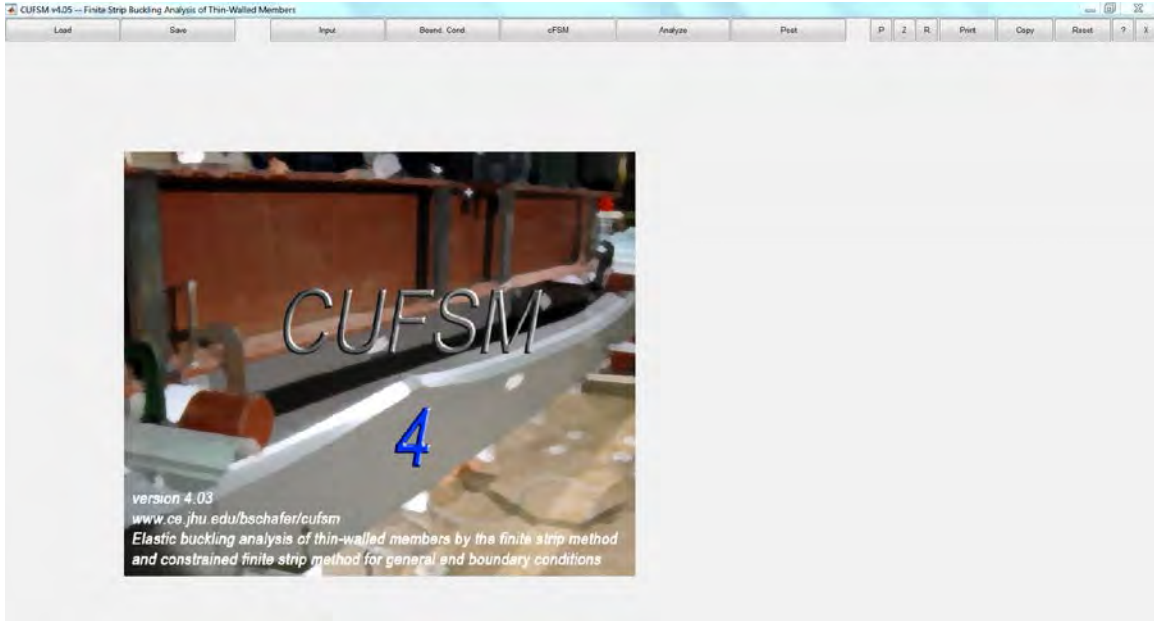 CUFSM v4.05 -- Finite Strip Buckling Analysis of Thin-Walled Members
Load Save Input Bound. Cond. cFSM Analyze Post P Z R Print Copy Reset ? X
CUFSM
4
version 4.03
www.ce.jhu.edu/bschafer/cufsm
Elastic buckling analysis of thin-walled members by the finite strip method
and constrained finite strip method for general end boundary conditions